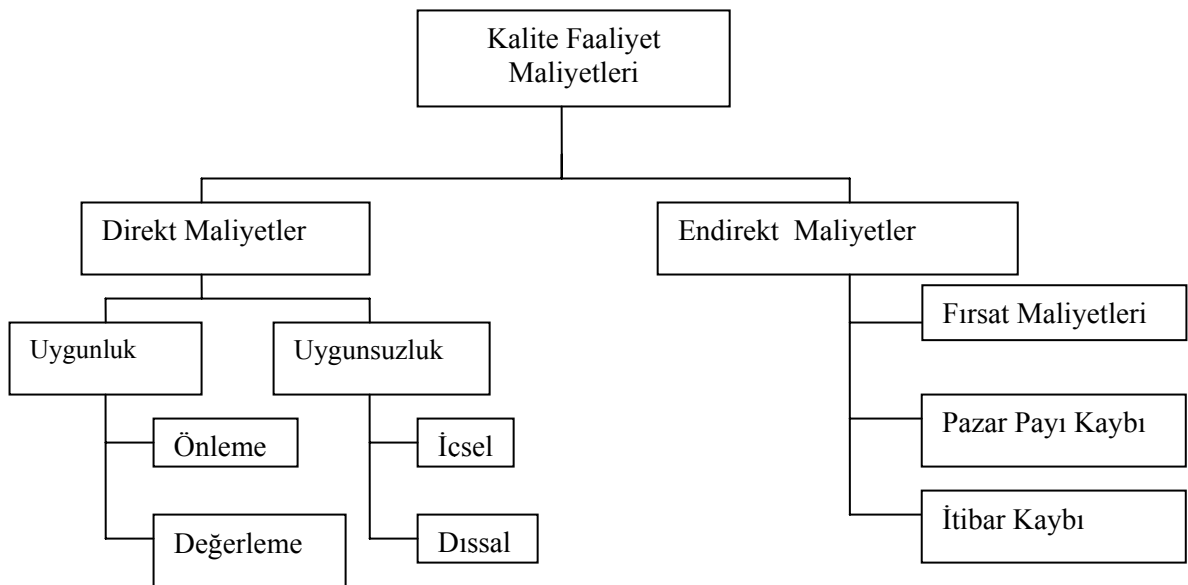 Kalite Faaliyet
Maliyetleri
Direkt Maliyetler
Endirekt Maliyetler
Uygunluk
Uygunsuzluk
Fırsat Maliyetleri
Önleme
İcsel
Pazar Payı Kaybı
Değerleme
Dıssal
İtibar Kaybı